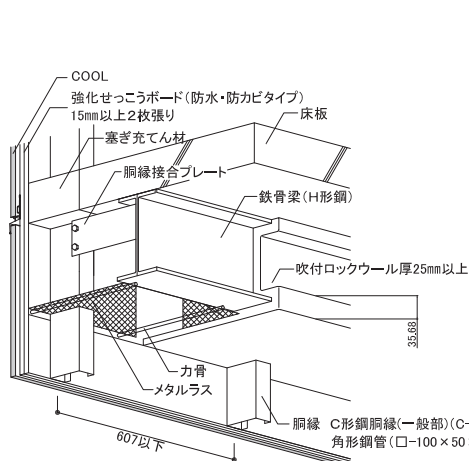 COOL
強化せっこうボード(防水・防カビタイプ)
15mm以上2枚張り
塞ぎ充てん材
床板
胴縁接合プレート
鉄骨梁(H形鋼)
吹付ロックウール厚25mm以上
35.68
力骨
メタルラス
胴縁 C形鋼胴縁(一般部)(C-
角形鋼管(□-100×50
607以下